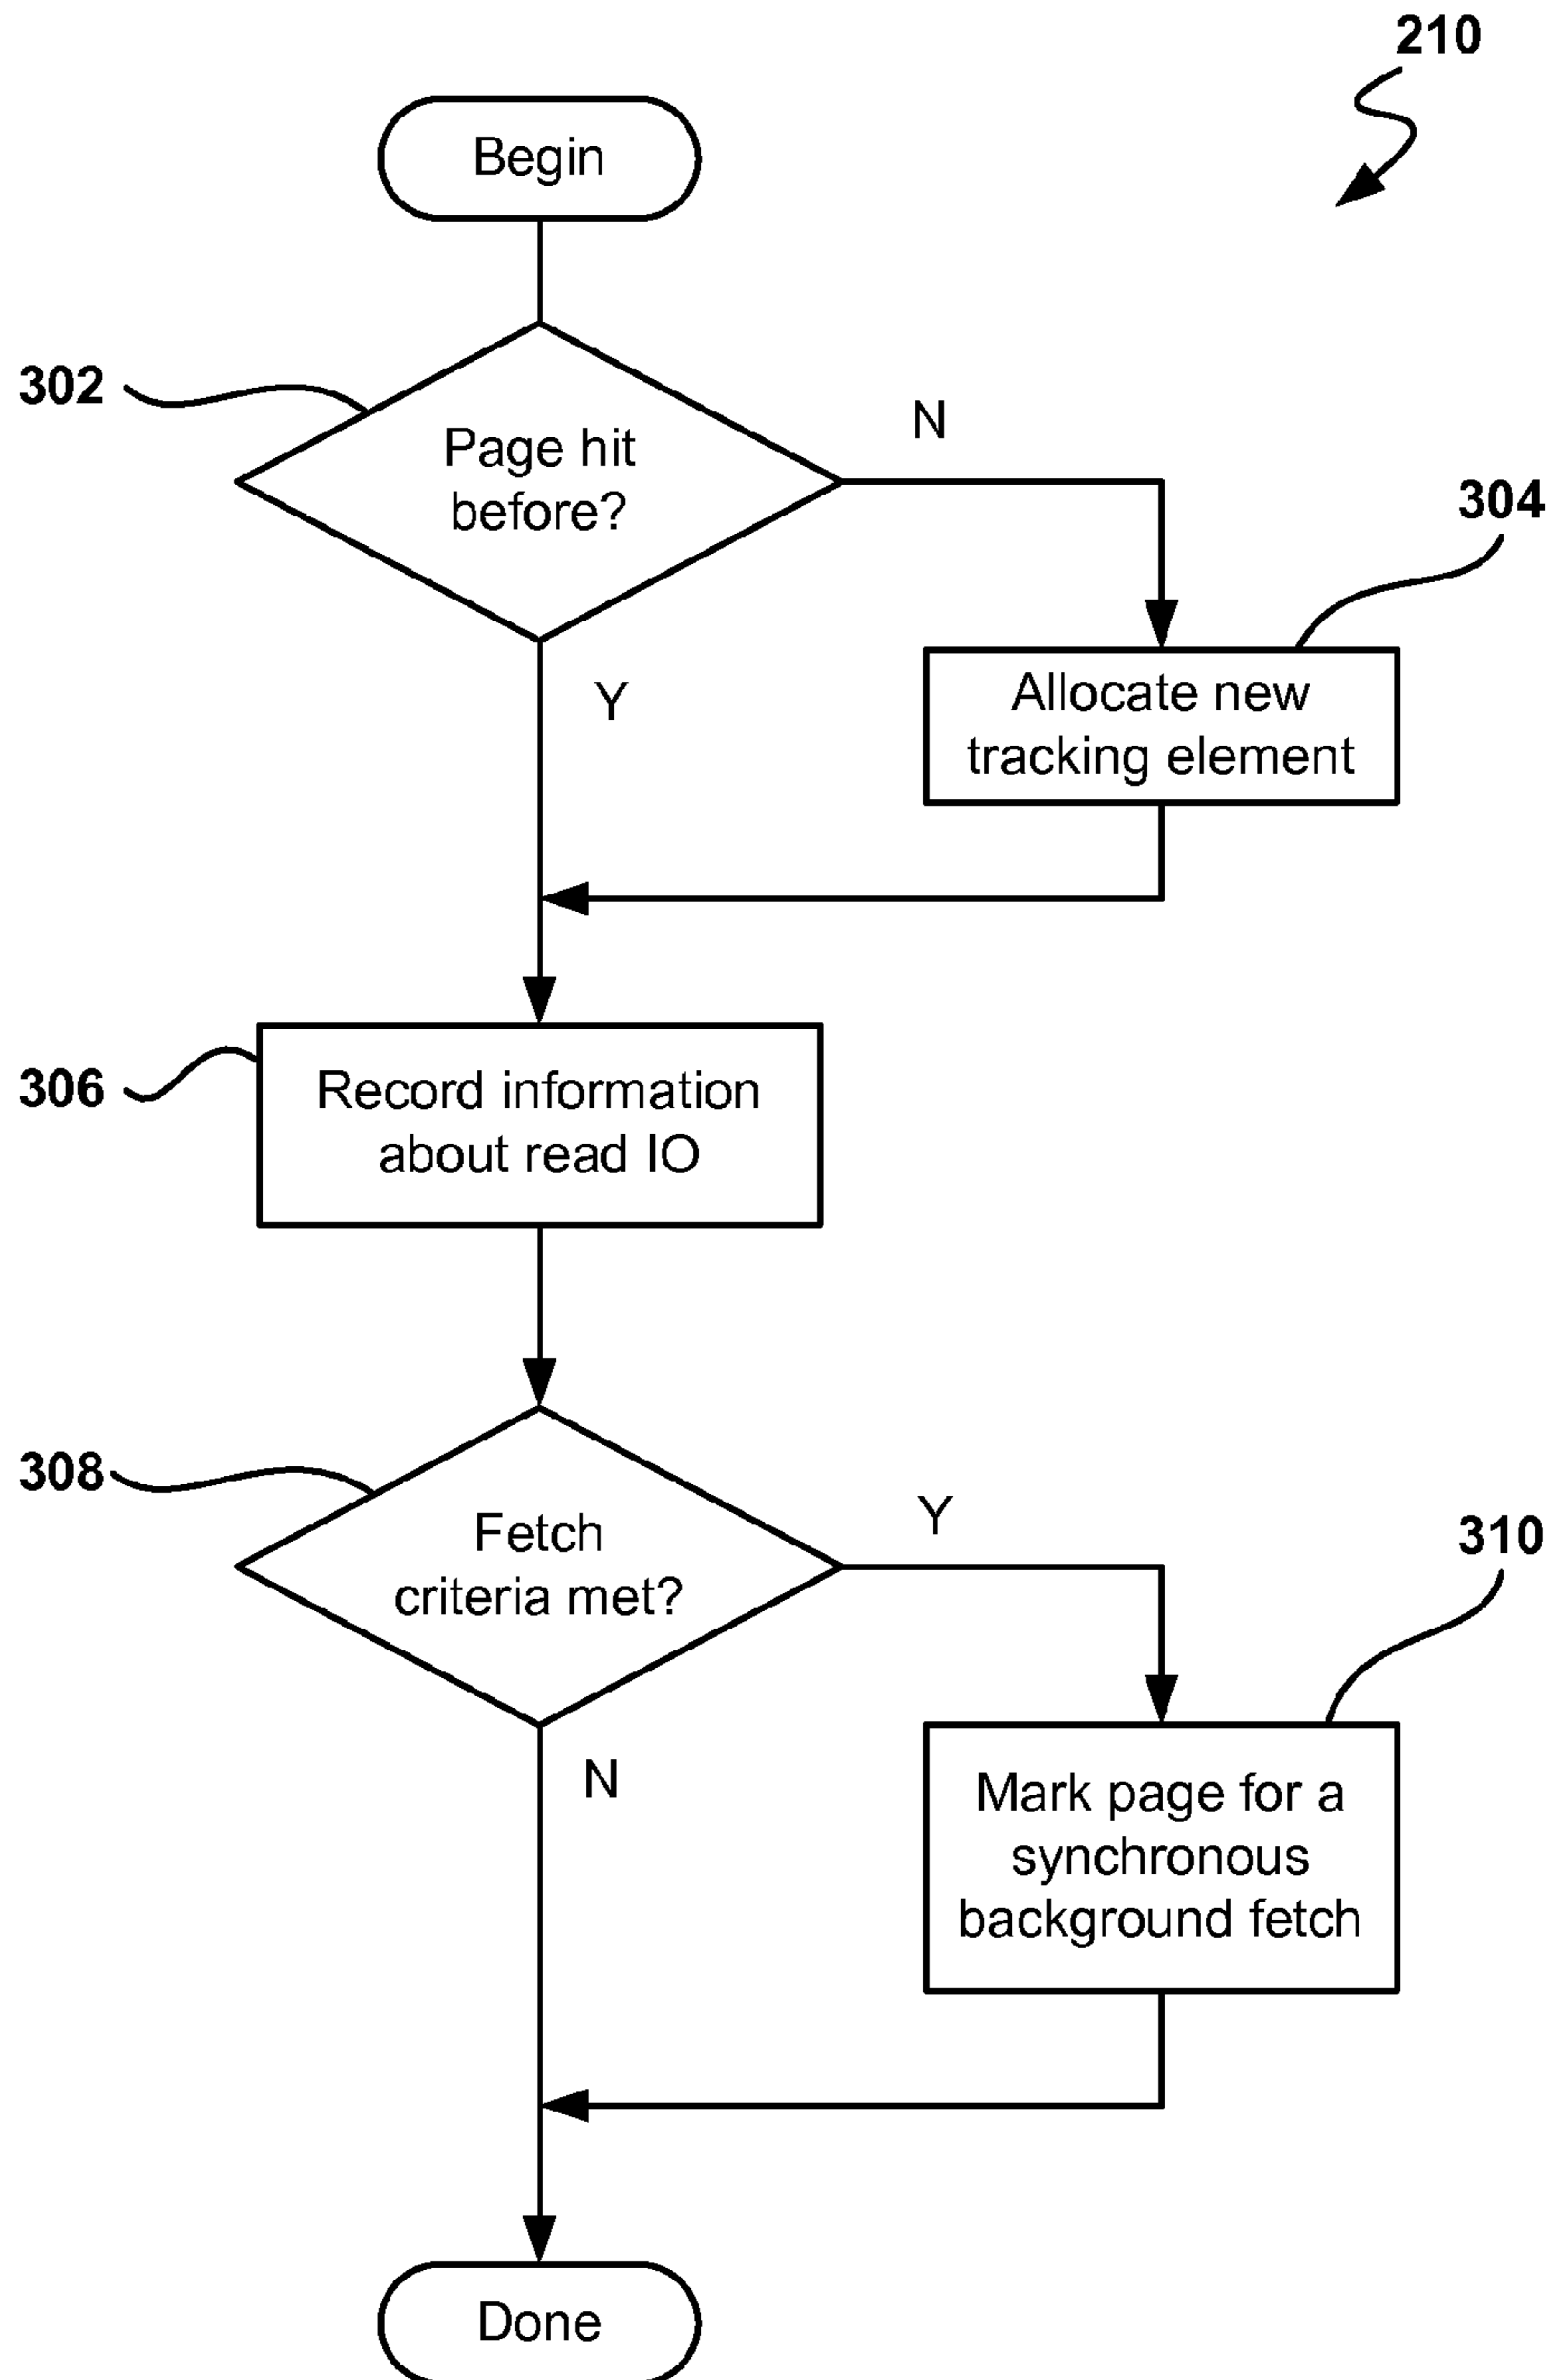 210
Begin
302
Page hit
before?
N
304
Allocate new
tracking element
Y
306
Record information
about read IO
308
Fetch
criteria met?
Y
310
Mark page for a
synchronous
background fetch
N
Done